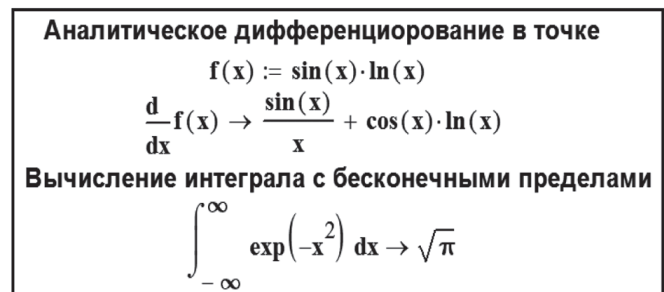 Аналитическое дифференциорование в точке
f(x) := sin(x)·ln(x)
d/dx f(x) → sin(x)/x + cos(x)·ln(x)
Вычисление интеграла с бесконечными пределами
∫_{-∞}^{∞} exp(-x²) dx → √π